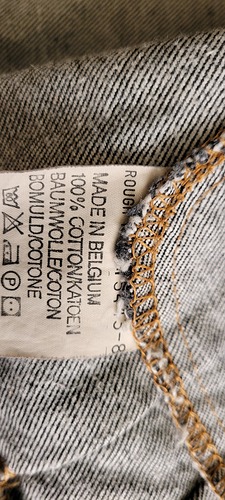 ROUGH
MADE IN BELGIUM
100% COTTON/KATOEN
BAUMWOLLE/COTON
BOMULD/COTONE
P